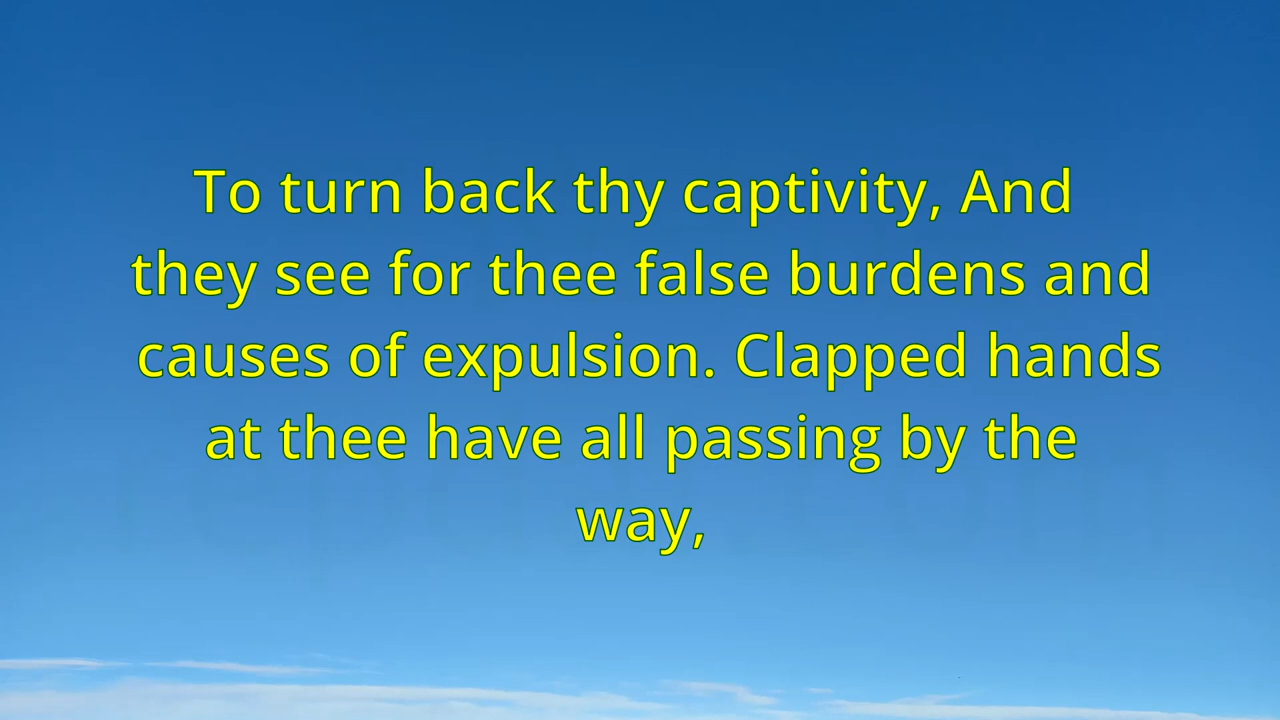 To turn back thy captivity, And
they see for thee false burdens and
causes of expulsion. Clapped hands
at thee have all passing by the
way,